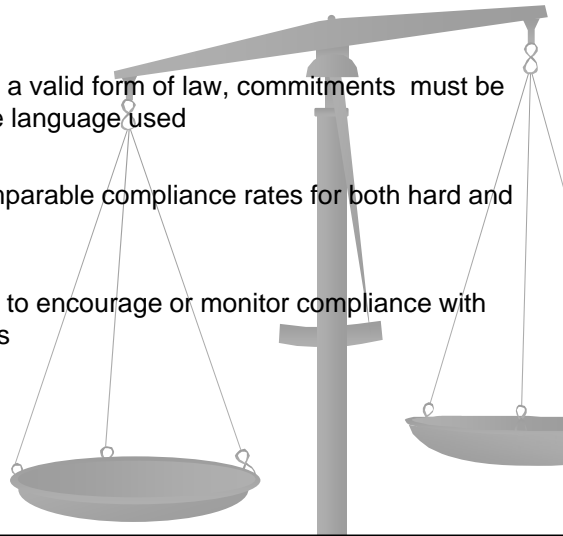 a valid form of law, commitments must be
language used
comparable compliance rates for both hard and
to encourage or monitor compliance with